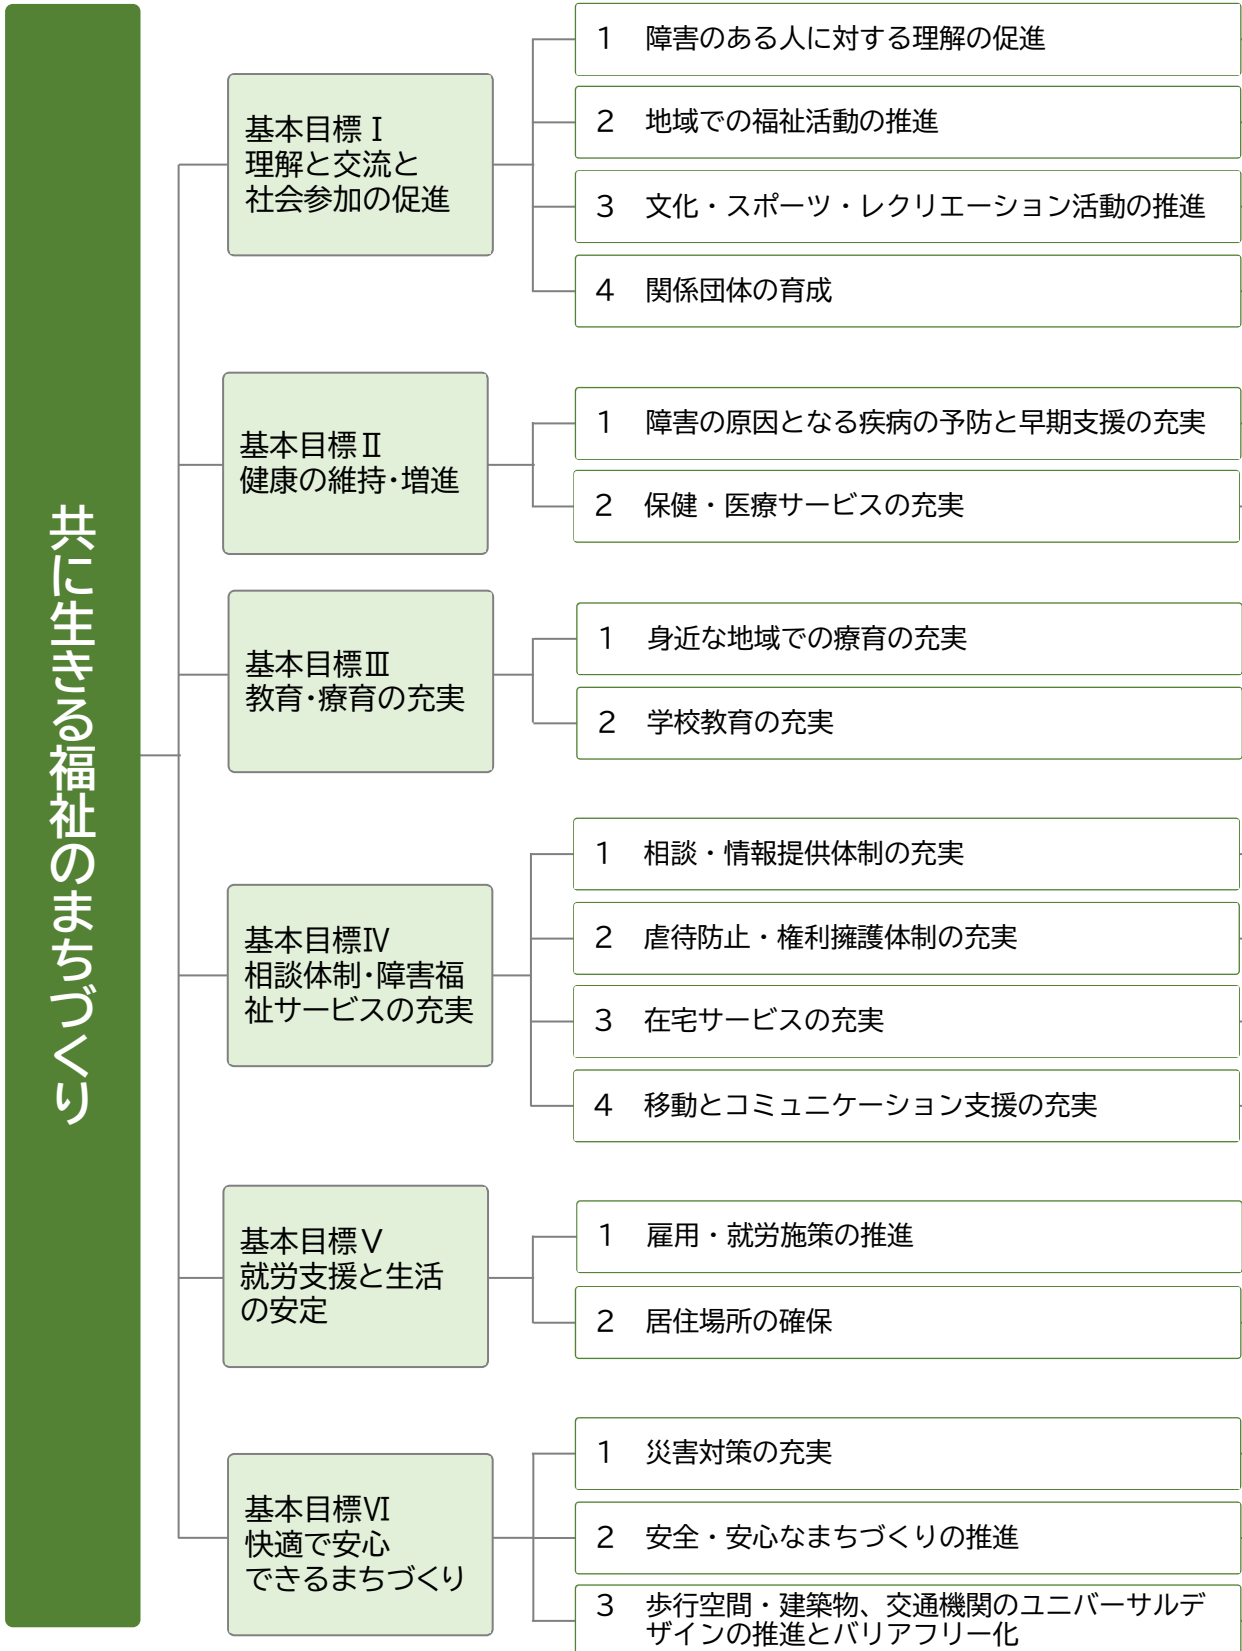 共に生きる福祉のまちづくり
基本目標Ⅰ
理解と交流と
社会参加の促進
1 障害のある人に対する理解の促進
2 地域での福祉活動の推進
3 文化・スポーツ・レクリエーション活動の推進
4 関係団体の育成
基本目標Ⅱ
健康の維持・増進
1 障害の原因となる疾病の予防と早期支援の充実
2 保健・医療サービスの充実
基本目標Ⅲ
教育・療育の充実
1 身近な地域での療育の充実
2 学校教育の充実
基本目標Ⅳ
相談体制・障害福
祉サービスの充実
1 相談・情報提供体制の充実
2 虐待防止・権利擁護体制の充実
3 在宅サービスの充実
4 移動とコミュニケーション支援の充実
基本目標Ⅴ
就労支援と生活
の安定
1 雇用・就労施策の推進
2 居住場所の確保
基本目標Ⅵ
快適で安心
できるまちづくり
1 災害対策の充実
2 安全・安心なまちづくりの推進
3 歩行空間・建築物、交通機関のユニバーサルデ
ザインの推進とバリアフリー化